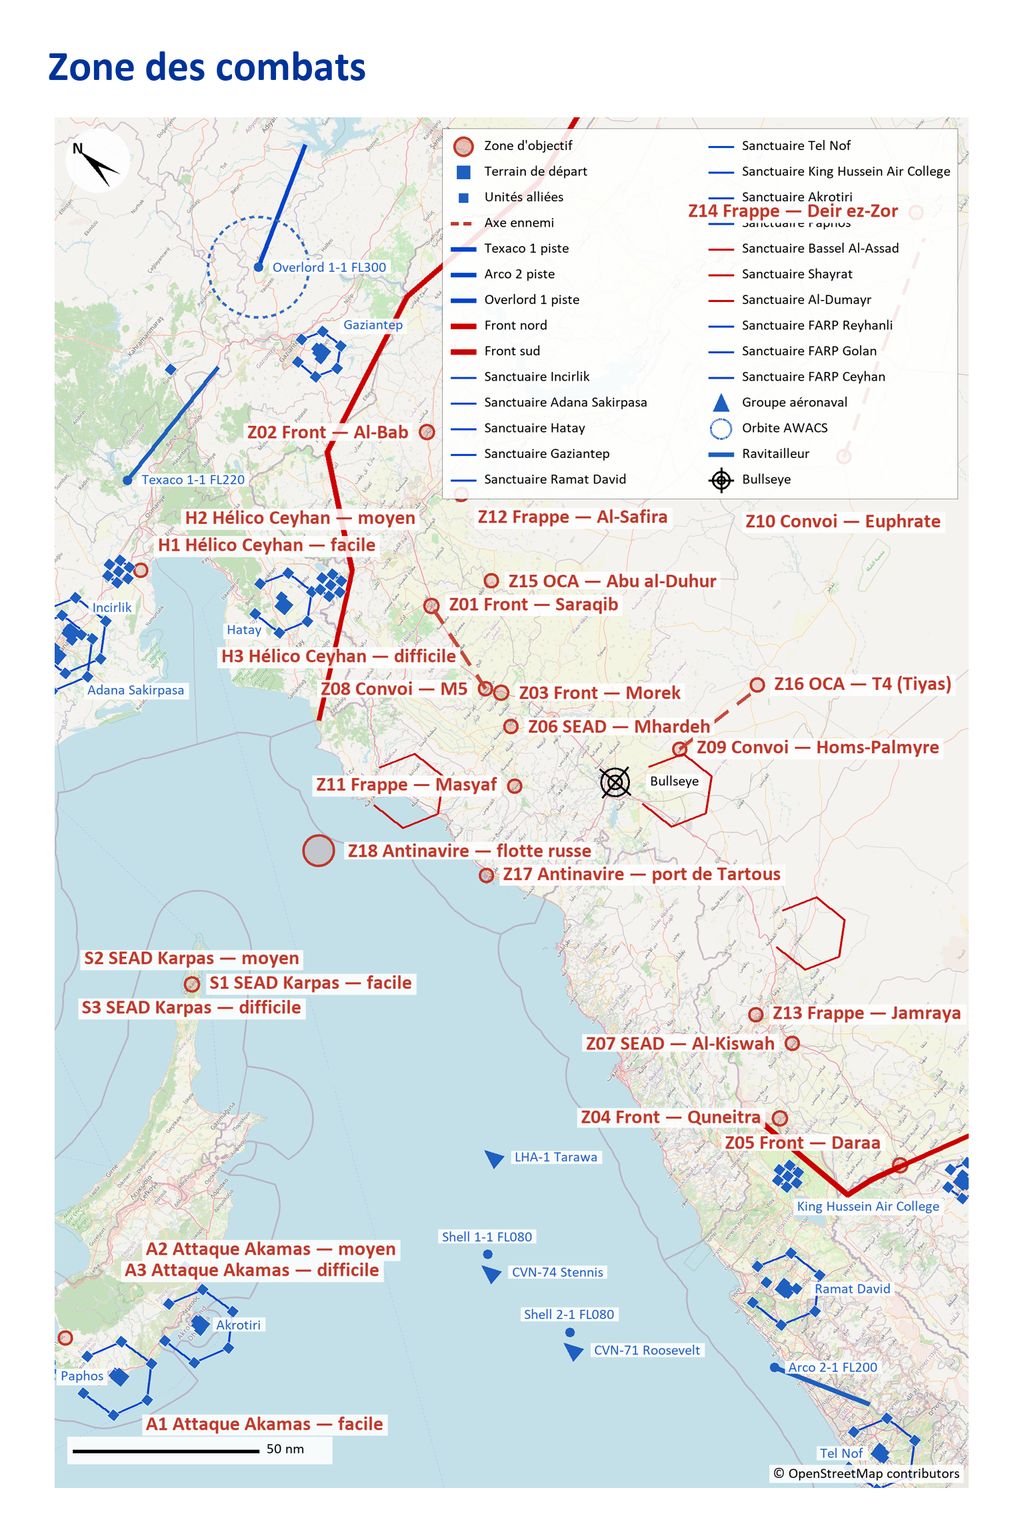 Zone des combats
N
Zone d'objectif
Terrain de départ
Unités alliées
Axe ennemi
Texaco 1 piste
Arco 2 piste
Overlord 1 piste
Front nord
Front sud
Sanctuaire Incirlik
Sanctuaire Adana Sakirpasa
Sanctuaire Hatay
Sanctuaire Gaziantep
Sanctuaire Ramat David
Sanctuaire Tel Nof
Sanctuaire King Hussein Air College
Sanctuaire Akrotiri
Sanctuaire Paphos
Sanctuaire Bassel Al-Assad
Sanctuaire Shayrat
Sanctuaire Al-Dumayr
Sanctuaire FARP Reyhanli
Sanctuaire FARP Golan
Sanctuaire FARP Ceyhan
Groupe aéronaval
Orbite AWACS
Ravitailleur
Bullseye
Z14 Frappe — Deir ez-Zor
Overlord 1-1 FL300
Gaziantep
Z02 Front — Al-Bab
Texaco 1-1 FL220
H2 Hélico Ceyhan — moyen
Z12 Frappe — Al-Safira
Z10 Convoi — Euphrate
H1 Hélico Ceyhan — facile
Z15 OCA — Abu al-Duhur
Incirlik
Z01 Front — Saraqib
Hatay
H3 Hélico Ceyhan — difficile
Adana Sakirpasa
Z08 Convoi — M5
Z03 Front — Morek
Z16 OCA — T4 (Tiyas)
Z06 SEAD — Mhardeh
Z09 Convoi — Homs-Palmyre
Z11 Frappe — Masyaf
Bullseye
Z18 Antinavire — flotte russe
Z17 Antinavire — port de Tartous
S2 SEAD Karpas — moyen
S1 SEAD Karpas — facile
S3 SEAD Karpas — difficile
Z13 Frappe — Jamraya
Z07 SEAD — Al-Kiswah
Z04 Front — Quneitra
Z05 Front — Daraa
LHA-1 Tarawa
King Hussein Air College
Shell 1-1 FL080
A2 Attaque Akamas — moyen
A3 Attaque Akamas — difficile
CVN-74 Stennis
Ramat David
Shell 2-1 FL080
Akrotiri
CVN-71 Roosevelt
Arco 2-1 FL200
Paphos
A1 Attaque Akamas — facile
50 nm
Tel Nof
© OpenStreetMap contributors